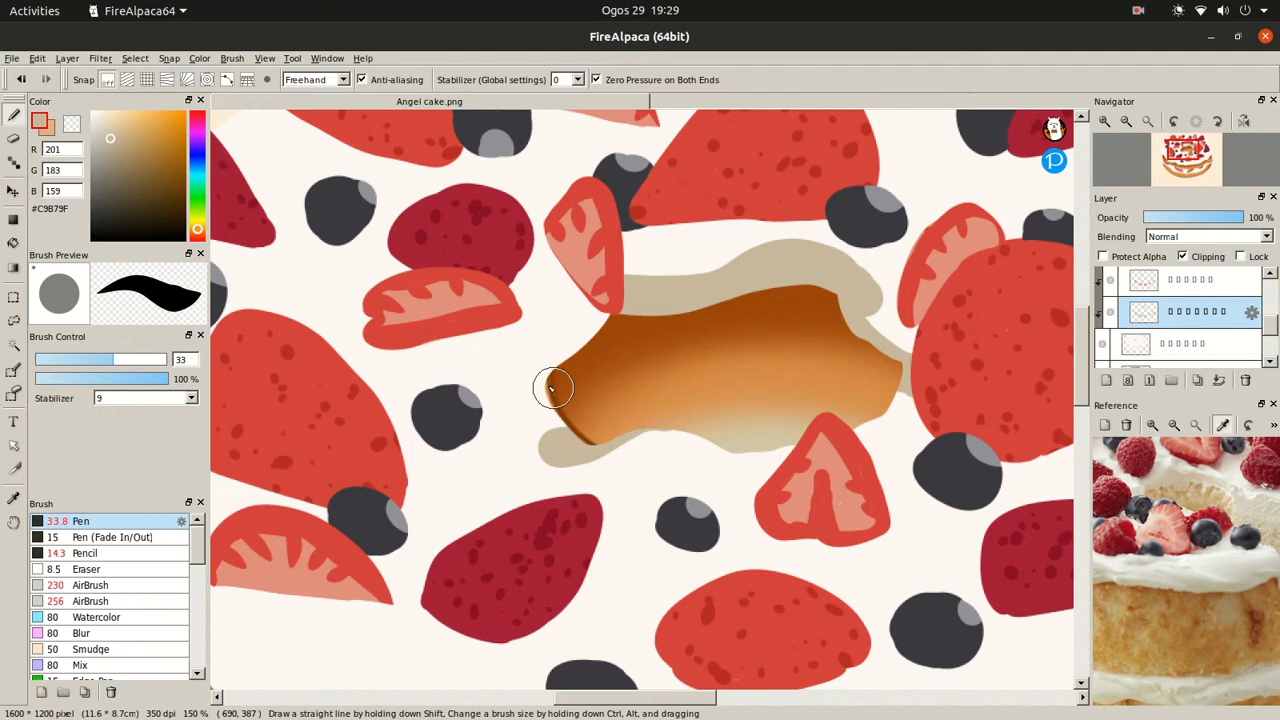 Activities FireAlpaca64 Ogos 29 19:29
FireAlpaca (64bit)
File Edit Layer Filter Select Snap Color Brush View Tool Window Help
Snap off Freehand Anti-aliasing Stabilizer (Global settings) 0 Zero Pressure on Both Ends
Color
Angel cake.png
Navigator
R 201
G 183
B 159
#C9B79F
Layer
Opacity 100 %
Blending Normal
Protect Alpha Clipping Lock
Brush Preview
*
Brush Control
33
100 %
Stabilizer 9
Reference
Brush
33.8 Pen
15 Pen (Fade In/Out)
14.3 Pencil
8.5 Eraser
230 AirBrush
256 AirBrush
80 Watercolor
80 Blur
50 Smudge
80 Mix
1600 * 1200 pixel (11.6 * 8.7cm) 350 dpi 150 % ( 690, 387 ) Draw a straight line by holding down Shift, Change a brush size by holding down Ctrl, Alt, and dragging